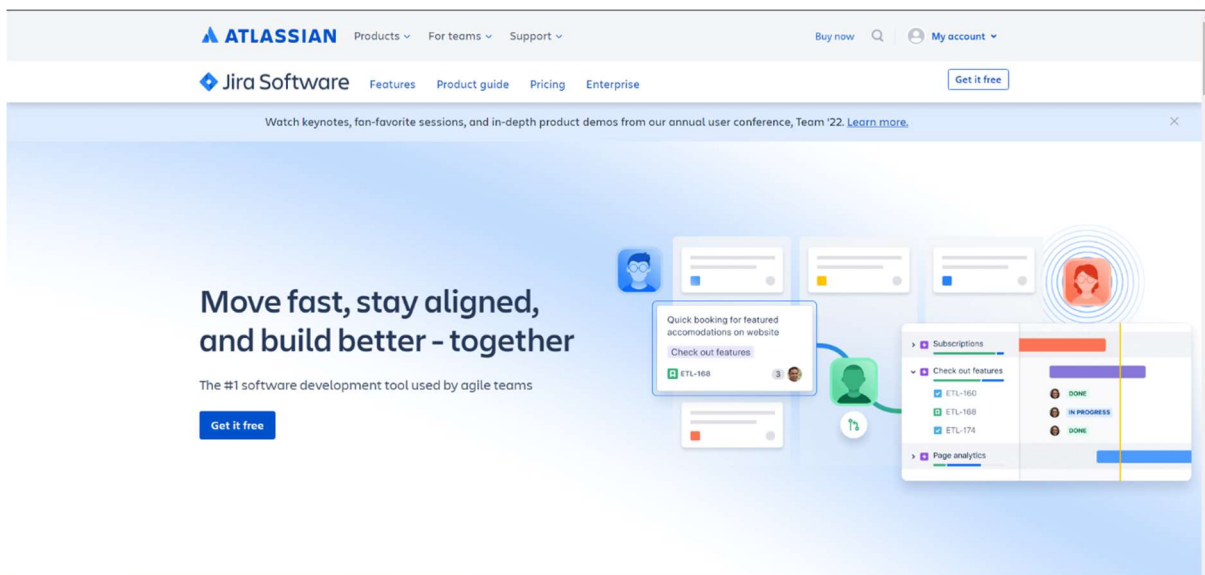 ATLASSIAN Products For teams Support Buy now My account
Jira Software Features Product guide Pricing Enterprise Get it free
Watch keynotes, fan-favorite sessions, and in-depth product demos from our annual user conference, Team '22. Learn more.
Move fast, stay aligned,
and build better - together
The #1 software development tool used by agile teams
Get it free
Quick booking for featured
accomodations on website
Check out features
ETL-168 3
Subscriptions
Check out features
ETL-160 DONE
ETL-168 IN PROGRESS
ETL-174 DONE
Page analytics